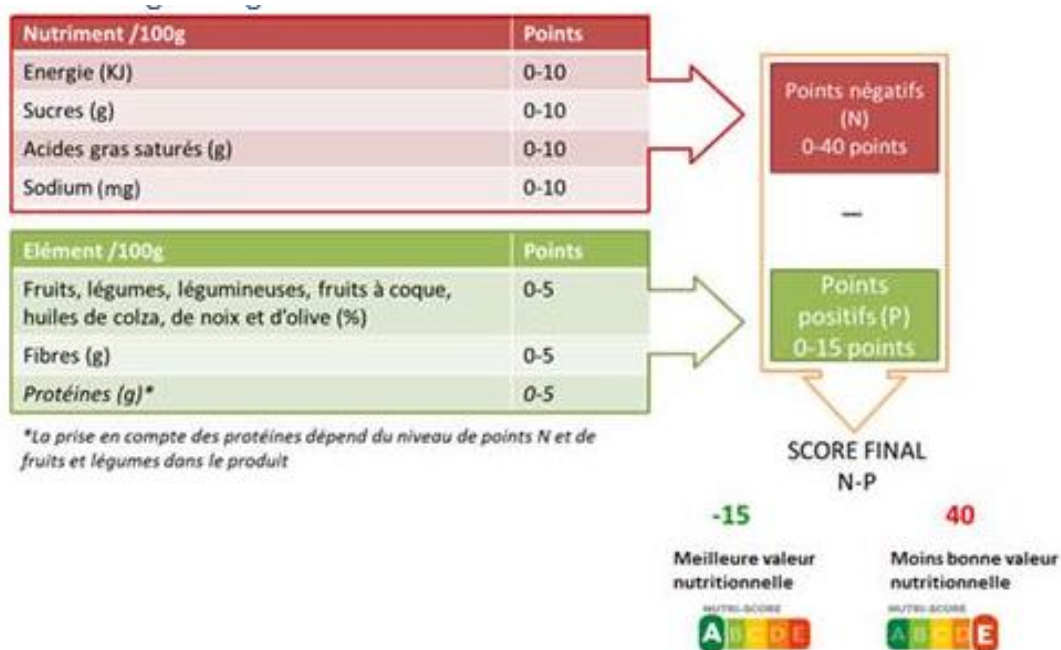 Nutriment /100g Points
Energie (KJ) 0-10
Sucres (g) 0-10
Acides gras saturés (g) 0-10
Sodium (mg) 0-10
Points négatifs
(N)
0-40 points
—
Elément /100g Points
Fruits, légumes, légumineuses, fruits à coque, 0-5
huiles de colza, de noix et d'olive (%)
Fibres (g) 0-5
Protéines (g)* 0-5
Points
positifs (P)
0-15 points
*La prise en compte des protéines dépend du niveau de points N et de
fruits et légumes dans le produit
SCORE FINAL
N-P
-15
Meilleure valeur
nutritionnelle
NUTRI-SCORE
A B C D E
40
Moins bonne valeur
nutritionnelle
NUTRI-SCORE
A B C D E